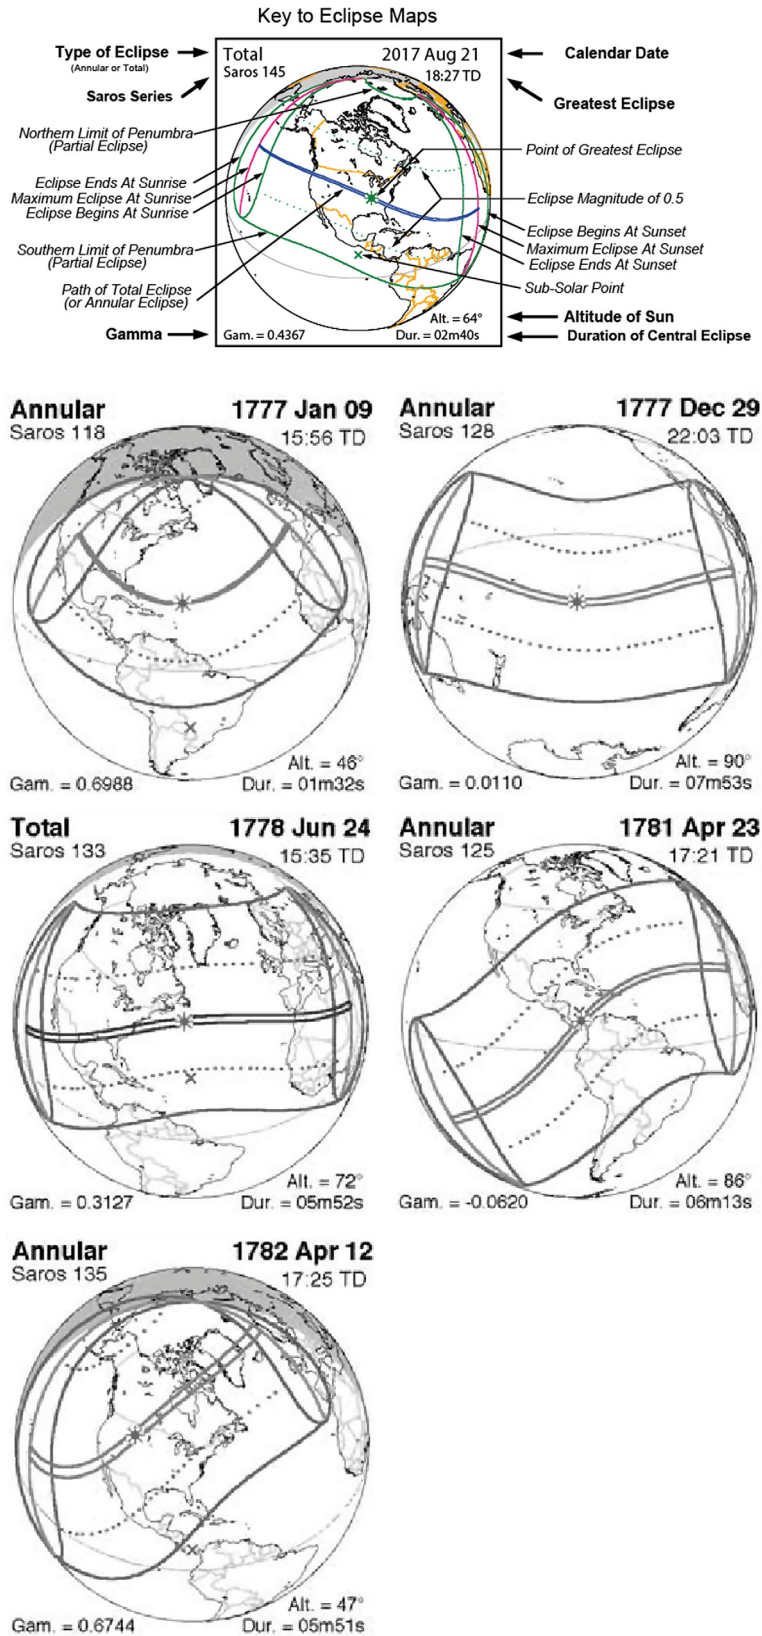 Key to Eclipse Maps
Type of Eclipse
(Annular or Total)
Saros Series
Total
2017 Aug 21
Saros 145
18:27 TD
Calendar Date
Greatest Eclipse
Northern Limit of Penumbra
(Partial Eclipse)
Point of Greatest Eclipse
Eclipse Ends At Sunrise
Maximum Eclipse At Sunrise
Eclipse Begins At Sunrise
Eclipse Magnitude of 0.5
Eclipse Begins At Sunset
Maximum Eclipse At Sunset
Eclipse Ends At Sunset
Southern Limit of Penumbra
(Partial Eclipse)
Path of Total Eclipse
(or Annular Eclipse)
Sub-Solar Point
Gamma
Gam. = 0.4367
Alt. = 64°
Dur. = 02m40s
Altitude of Sun
Duration of Central Eclipse
Annular
1777 Jan 09
Saros 118
15:56 TD
Alt. = 46°
Gam. = 0.6988
Dur. = 01m32s
Annular
1777 Dec 29
Saros 128
22:03 TD
Alt. = 90°
Gam. = 0.0110
Dur. = 07m53s
Total
1778 Jun 24
Saros 133
15:35 TD
Alt. = 72°
Gam. = 0.3127
Dur. = 05m52s
Annular
1781 Apr 23
Saros 125
17:21 TD
Alt. = 86°
Gam. = -0.0620
Dur. = 06m13s
Annular
1782 Apr 12
Saros 135
17:25 TD
Alt. = 47°
Gam. = 0.6744
Dur. = 05m51s